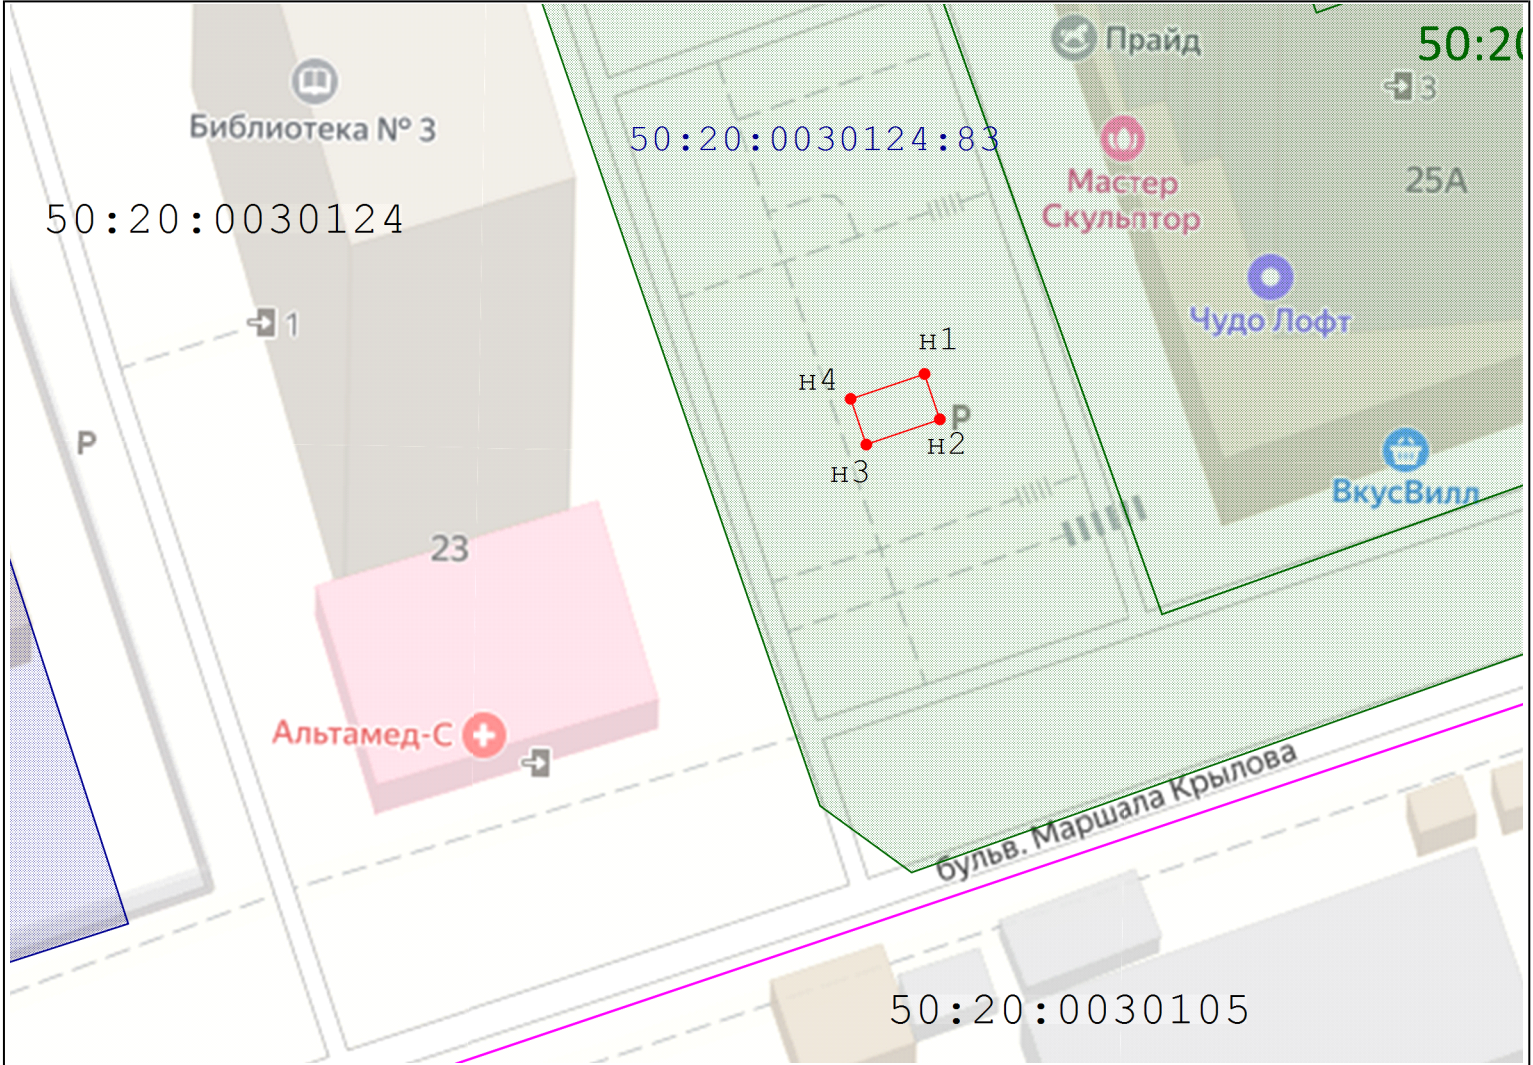 Прайд
50:20
3
Библиотека № 3
50:20:0030124:83
Мастер
Скульптор
25А
50:20:0030124
1
Чудо Лофт
н1
н4
P
н2
н3
P
ВкусВилл
23
Альтамед-С
бульв. Маршала Крылова
50:20:0030105